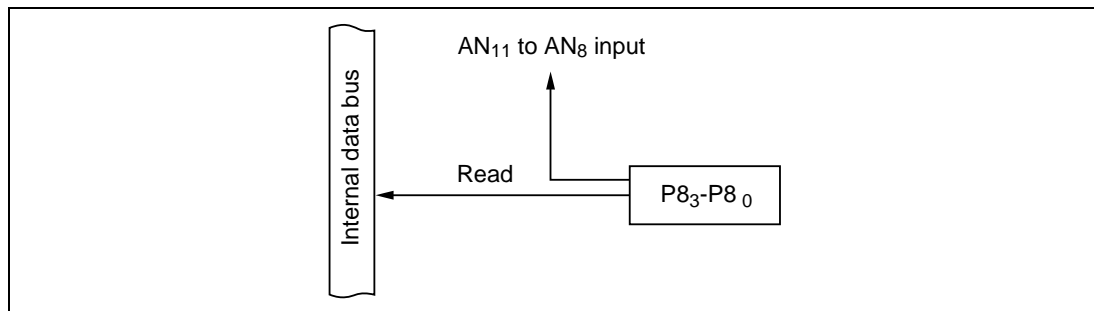 AN₁₁ to AN₈ input
Internal data bus
Read
P8₃-P8 ₀